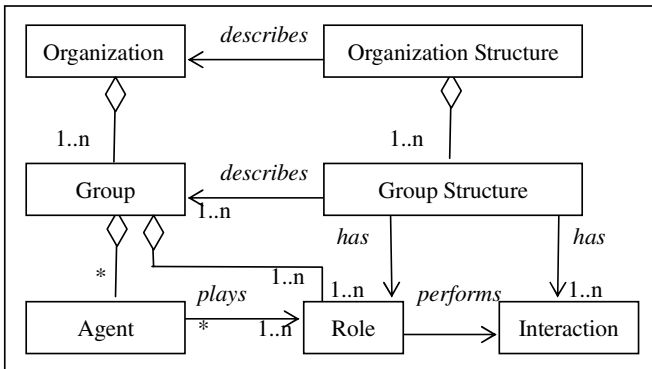 describes
Organization
Organization Structure
1..n
1..n
describes
Group
Group Structure
1..n
has
has
1..n
*
plays
1..n
performs
1..n
*
1..n
Agent
Role
Interaction